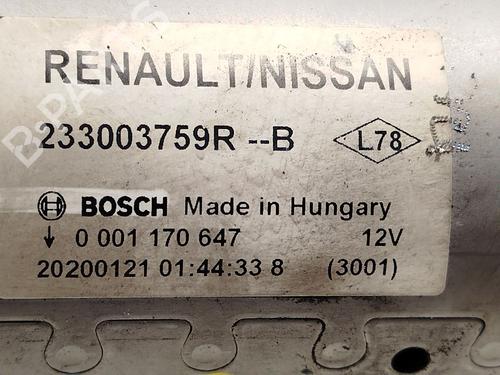 RENAULT/NISSAN
233003759R --B L78
BOSCH Made in Hungary
↓ 0 001 170 647 12V
20200121 01:44:33 8 (3001)